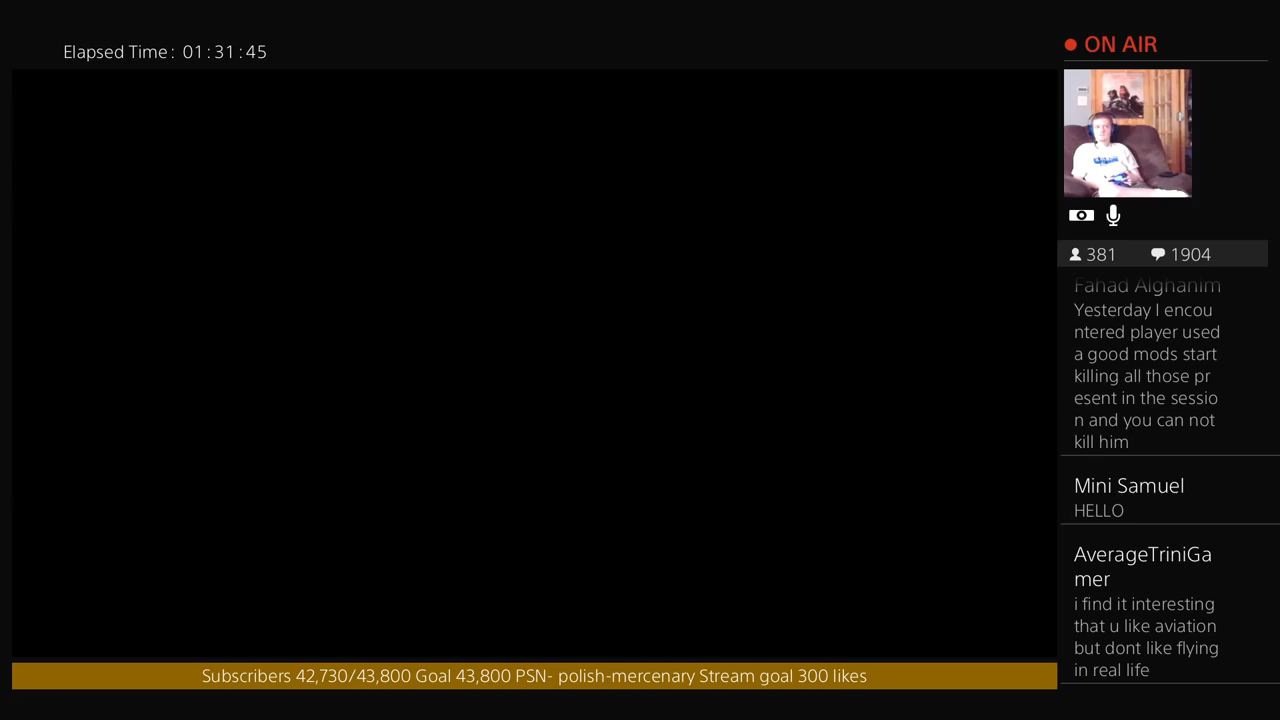 Elapsed Time: 01:31:45
ON AIR
381 1904
Fahad Alghanim
Yesterday I encou
ntered player used
a good mods start
killing all those pr
esent in the sessio
n and you can not
kill him
Mini Samuel
HELLO
AverageTriniGa
mer
i find it interesting
that u like aviation
but dont like flying
in real life
Subscribers 42,730/43,800 Goal 43,800 PSN- polish-mercenary Stream goal 300 likes